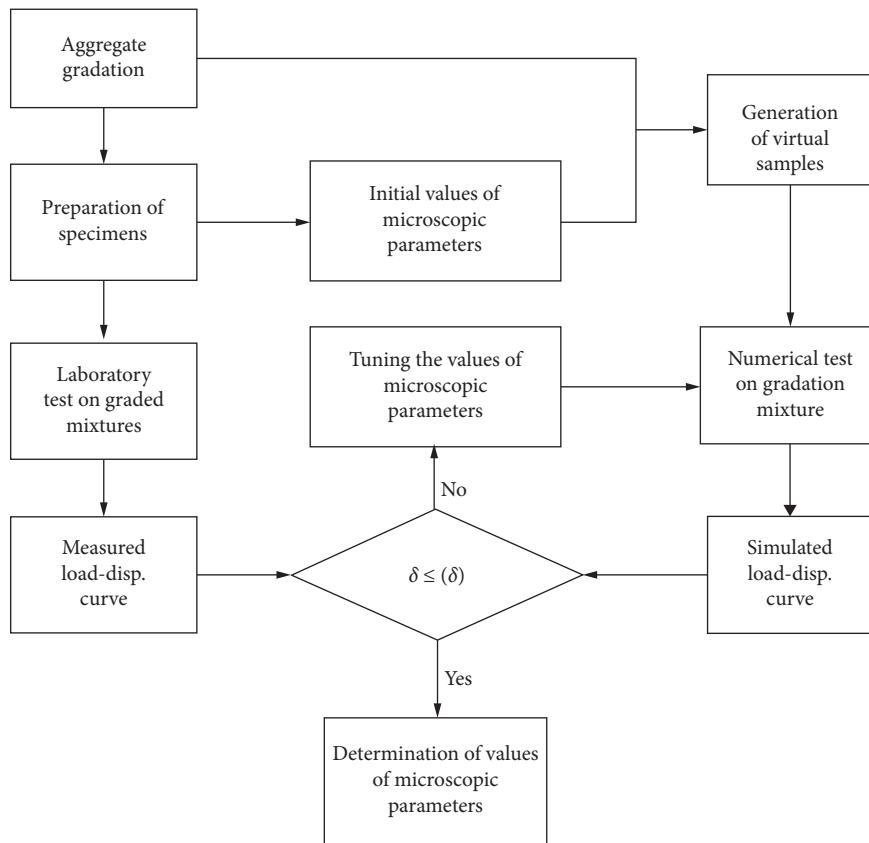 Aggregate
gradation
Generation
of virtual
samples
Preparation of
specimens
Initial values of
microscopic
parameters
Laboratory
test on graded
mixtures
Tuning the values of
microscopic
parameters
Numerical test
on gradation
mixture
No
Measured
load-disp.
curve
δ ≤ (δ)
Simulated
load-disp.
curve
Yes
Determination of values
of microscopic
parameters